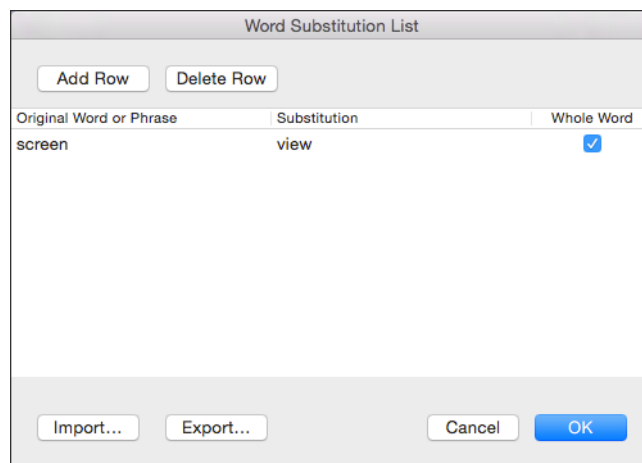 Word Substitution List
Add Row Delete Row
Original Word or Phrase Substitution Whole Word
screen view
Import... Export... Cancel OK